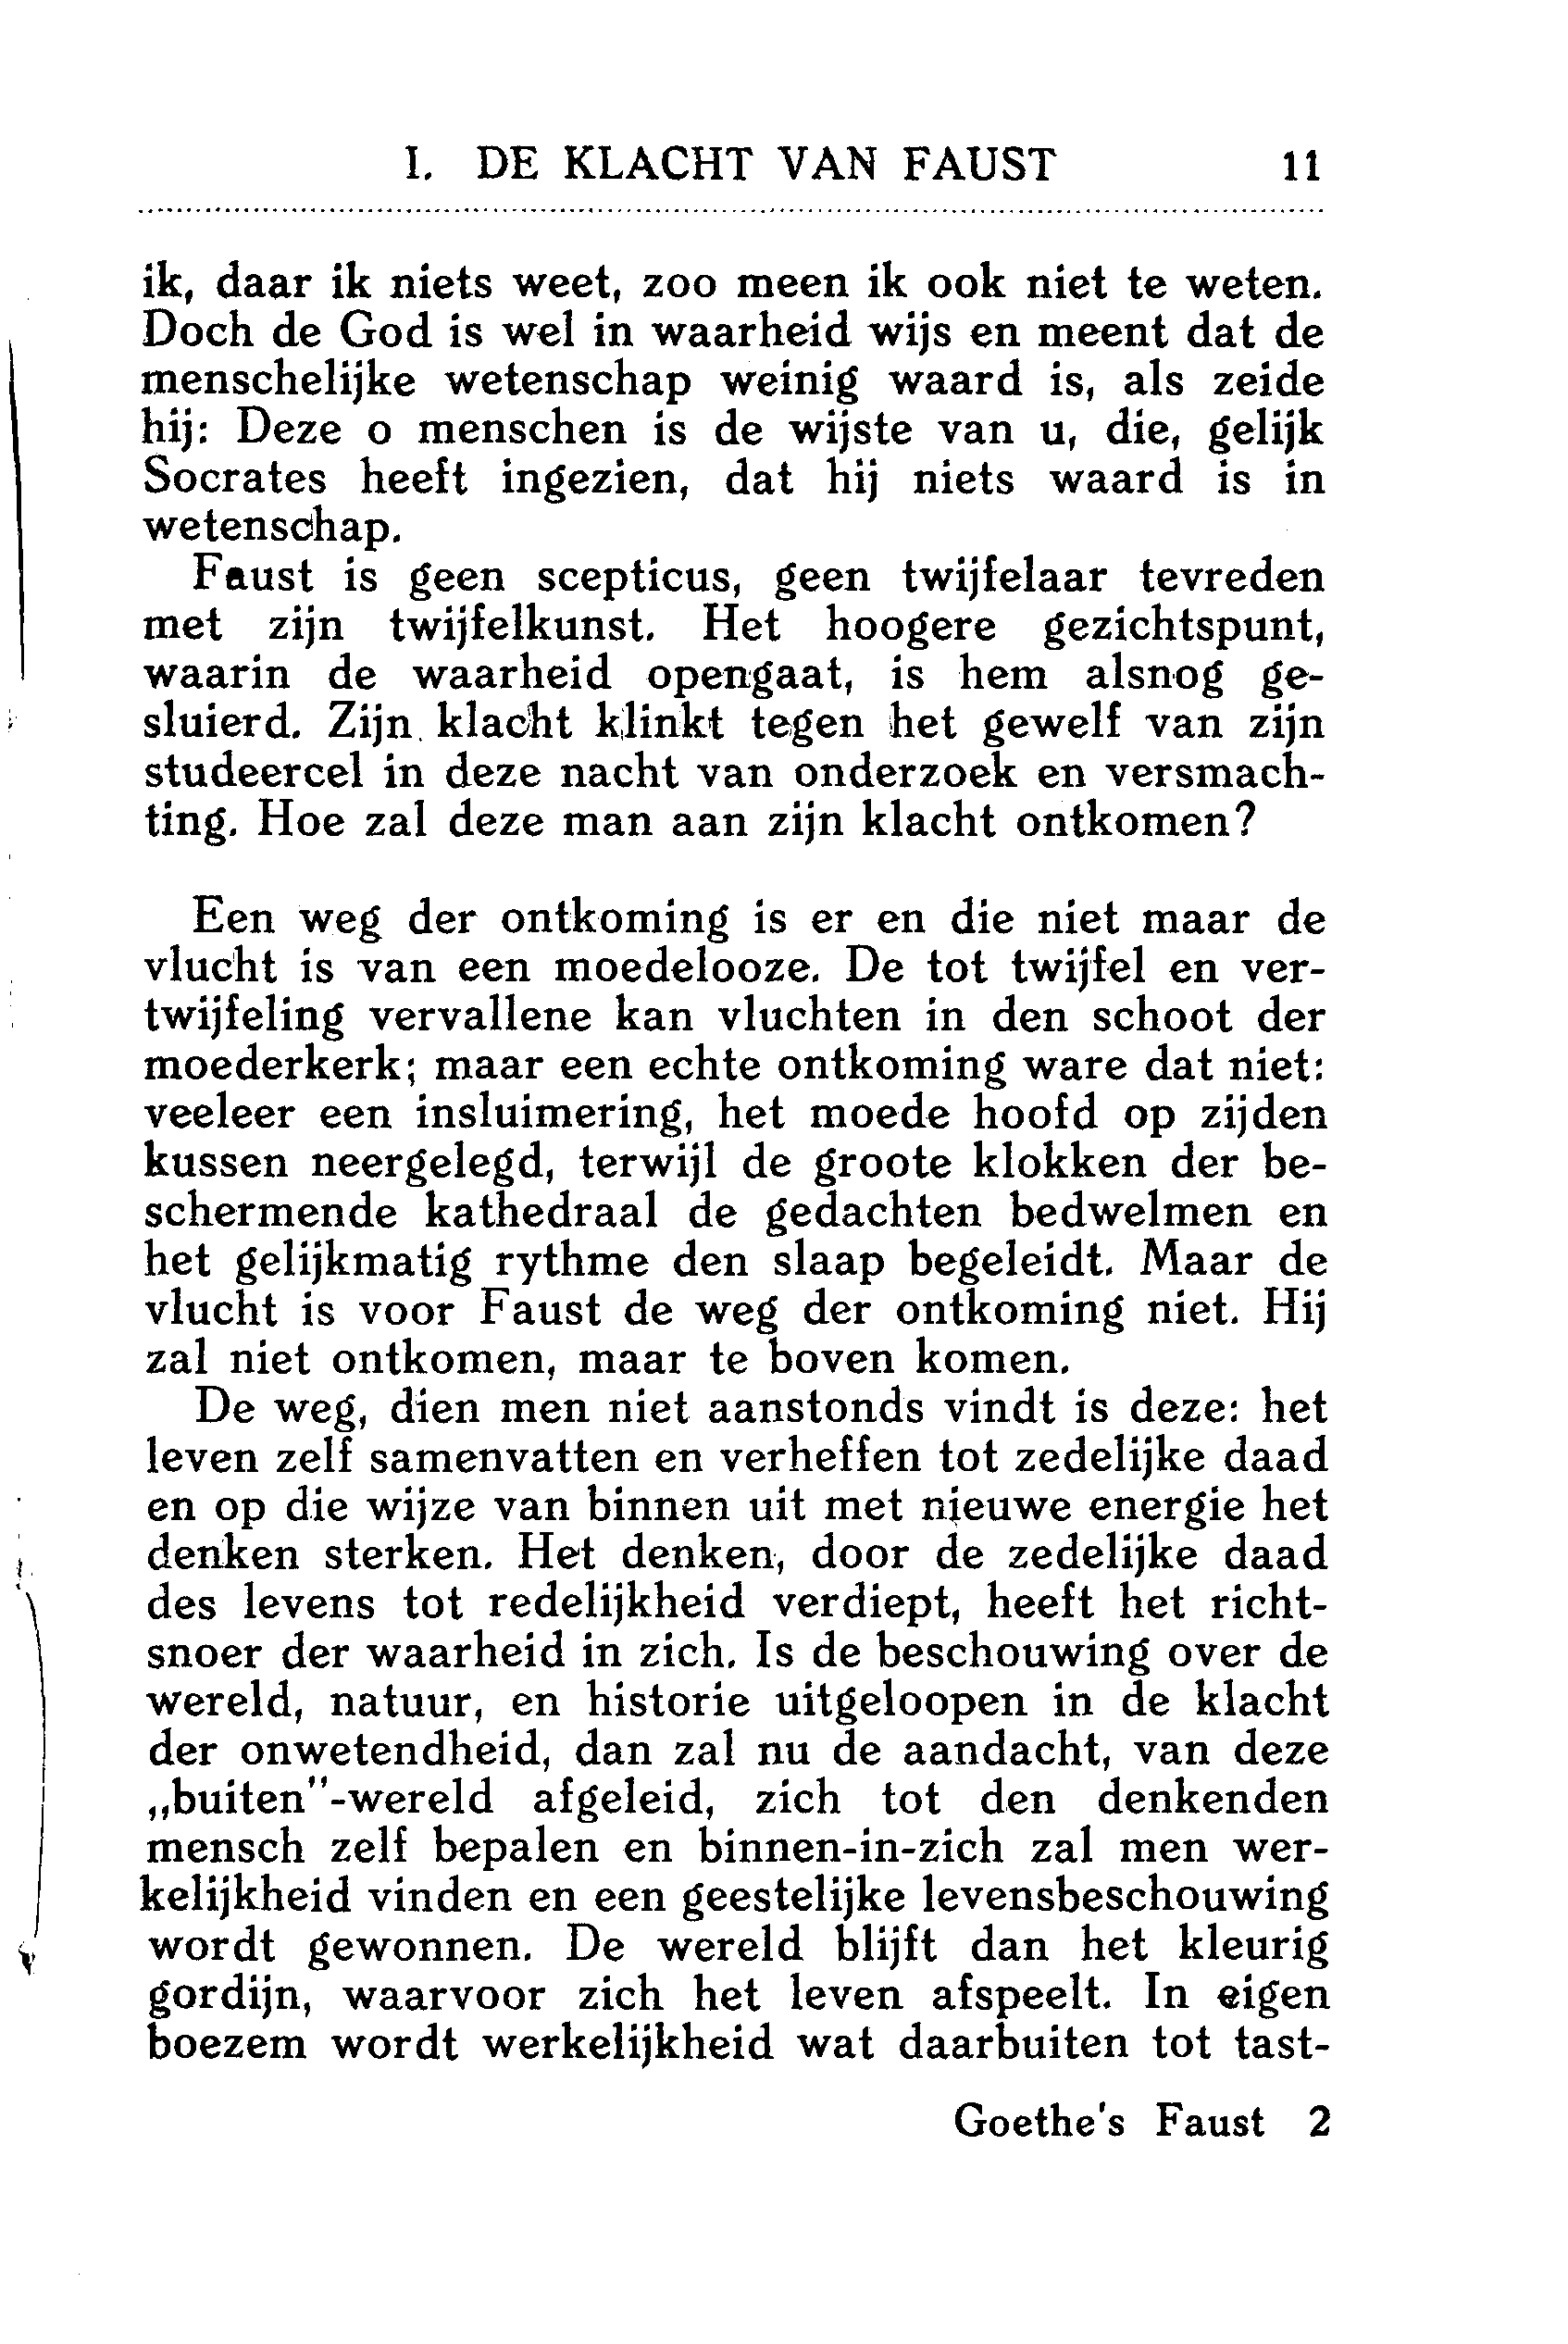 I. DE KLACHT VAN FAUST 11
ik, daar ik niets weet, zoo meen ik ook niet te weten.
Doch de God is wel in waarheid wijs en meent dat de
menschelijke wetenschap weinig waard is, als zeide
hij: Deze o menschen is de wijste van u, die, gelijk
Socrates heeft ingezien, dat hij niets waard is in
wetenschap.
Faust is geen scepticus, geen twijfelaar tevreden
met zijn twijfelkunst. Het hoogere gezichtspunt,
waarin de waarheid opengaat, is hem alsnog ge-
sluierd. Zijn klacht klinkt tegen het gewelf van zijn
studeercel in deze nacht van onderzoek en versmach-
ting. Hoe zal deze man aan zijn klacht ontkomen?
Een weg der ontkoming is er en die niet maar de
vlucht is van een moedelooze. De tot twijfel en ver-
twijfeling vervallene kan vluchten in den schoot der
moederkerk; maar een echte ontkoming ware dat niet:
veeleer een insluimering, het moede hoofd op zijden
kussen neergelegd, terwijl de groote klokken der be-
schermende kathedraal de gedachten bedwelmen en
het gelijkmatig rythme den slaap begeleidt. Maar de
vlucht is voor Faust de weg der ontkoming niet. Hij
zal niet ontkomen, maar te boven komen.
De weg, dien men niet aanstonds vindt is deze: het
leven zelf samenvatten en verheffen tot zedelijke daad
en op die wijze van binnen uit met nieuwe energie het
denken sterken. Het denken, door de zedelijke daad
des levens tot redelijkheid verdiept, heeft het richt-
snoer der waarheid in zich. Is de beschouwing over de
wereld, natuur, en historie uitgeloopen in de klacht
der onwetendheid, dan zal nu de aandacht, van deze
„buiten"-wereld afgeleid, zich tot den denkenden
mensch zelf bepalen en binnen-in-zich zal men wer-
kelijkheid vinden en een geestelijke levensbeschouwing
wordt gewonnen. De wereld blijft dan het kleurig
gordijn, waarvoor zich het leven afspeelt. In eigen
boezem wordt werkelijkheid wat daarbuiten tot tast-
Goethe's Faust 2